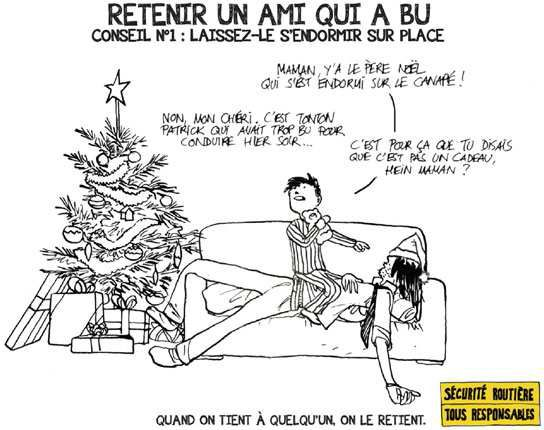 RETENIR UN AMI QUI A BU
CONSEIL N°1 : LAISSEZ-LE S'ENDORMIR SUR PLACE
MAMAN, Y'A LE PÈRE NOËL
QUI S'EST ENDORMI SUR LE CANAPÉ !
NON, MON CHÉRI. C'EST TONTON
PATRICK QUI AVAIT TROP BU POUR
CONDUIRE HIER SOIR...
C'EST POUR ÇA QUE TU DISAIS
QUE C'EST PAS UN CADEAU,
HEIN MAMAN ?
SÉCURITÉ ROUTIÈRE
TOUS RESPONSABLES
QUAND ON TIENT À QUELQU'UN, ON LE RETIENT.